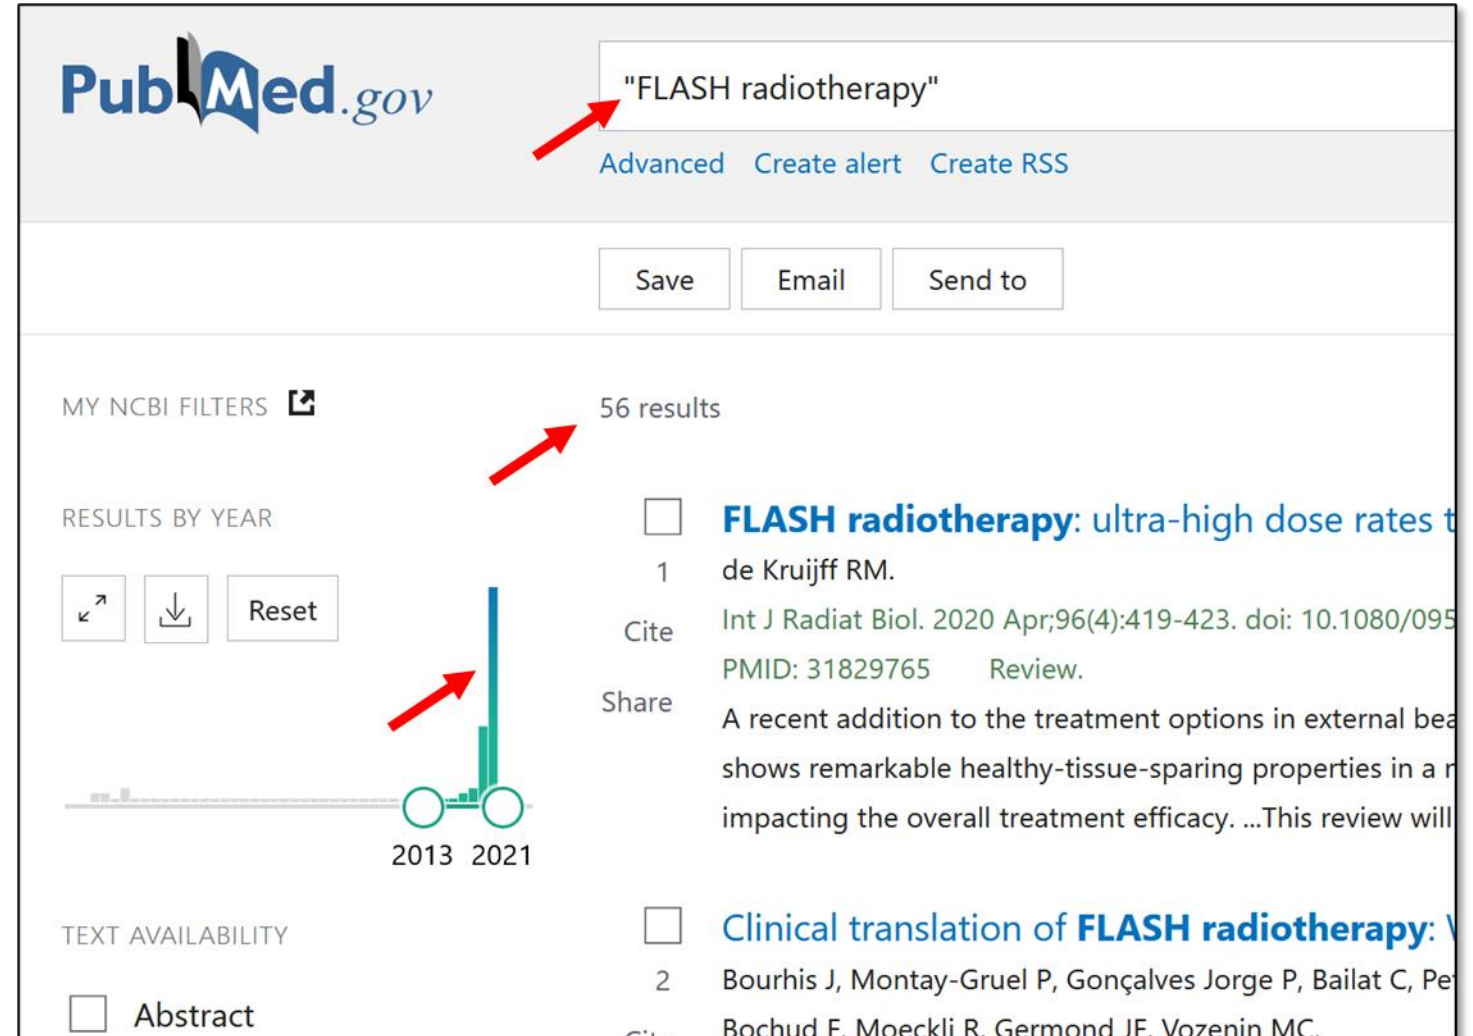 PubMed.gov
"FLASH radiotherapy"
Advanced Create alert Create RSS
Save Email Send to
MY NCBI FILTERS
56 results
RESULTS BY YEAR
Reset
2013 2021
TEXT AVAILABILITY
Abstract
FLASH radiotherapy: ultra-high dose rates t
1
de Kruijff RM.
Cite
Int J Radiat Biol. 2020 Apr;96(4):419-423. doi: 10.1080/095
PMID: 31829765 Review.
Share
A recent addition to the treatment options in external bea
shows remarkable healthy-tissue-sparing properties in a
impacting the overall treatment efficacy. ...This review will
Clinical translation of FLASH radiotherapy:
2
Bourhis J, Montay-Gruel P, Gonçalves Jorge P, Bailat C, Pe
Bochud F, Moeckli R, Germond JF, Vozenin MC.